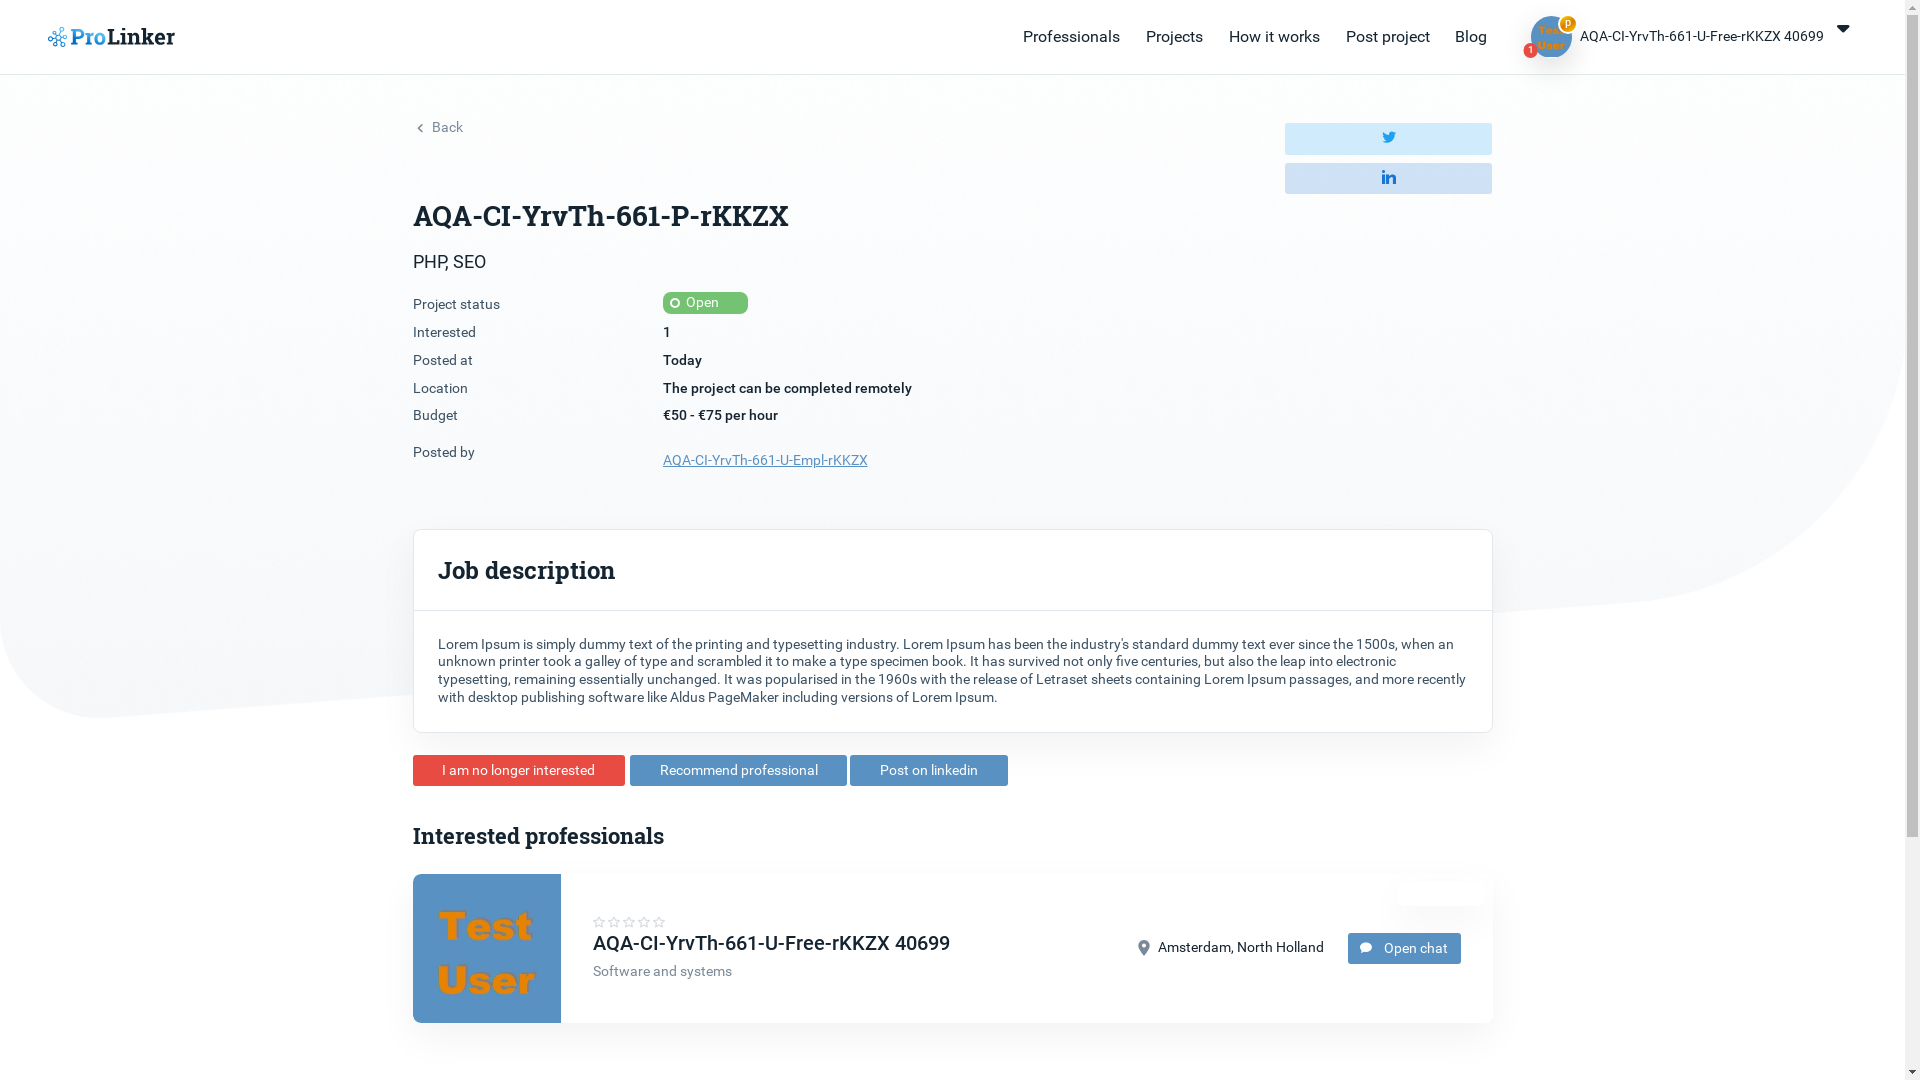 ProLinker
Professionals
Projects
How it works
Post project
Blog
P
Test
User
1
AQA-CI-YrvTh-661-U-Free-rKKZX 40699
Back
AQA-CI-YrvTh-661-P-rKKZX
PHP, SEO
Project status Open
Interested 1
Posted at Today
Location The project can be completed remotely
Budget €50 - €75 per hour
Posted by AQA-CI-YrvTh-661-U-Empl-rKKZX
Job description
Lorem Ipsum is simply dummy text of the printing and typesetting industry. Lorem Ipsum has been the industry's standard dummy text ever since the 1500s, when an
unknown printer took a galley of type and scrambled it to make a type specimen book. It has survived not only five centuries, but also the leap into electronic
typesetting, remaining essentially unchanged. It was popularised in the 1960s with the release of Letraset sheets containing Lorem Ipsum passages, and more recently
with desktop publishing software like Aldus PageMaker including versions of Lorem Ipsum.
I am no longer interested
Recommend professional
Post on linkedin
Interested professionals
Test
User
AQA-CI-YrvTh-661-U-Free-rKKZX 40699
Software and systems
Amsterdam, North Holland
Open chat